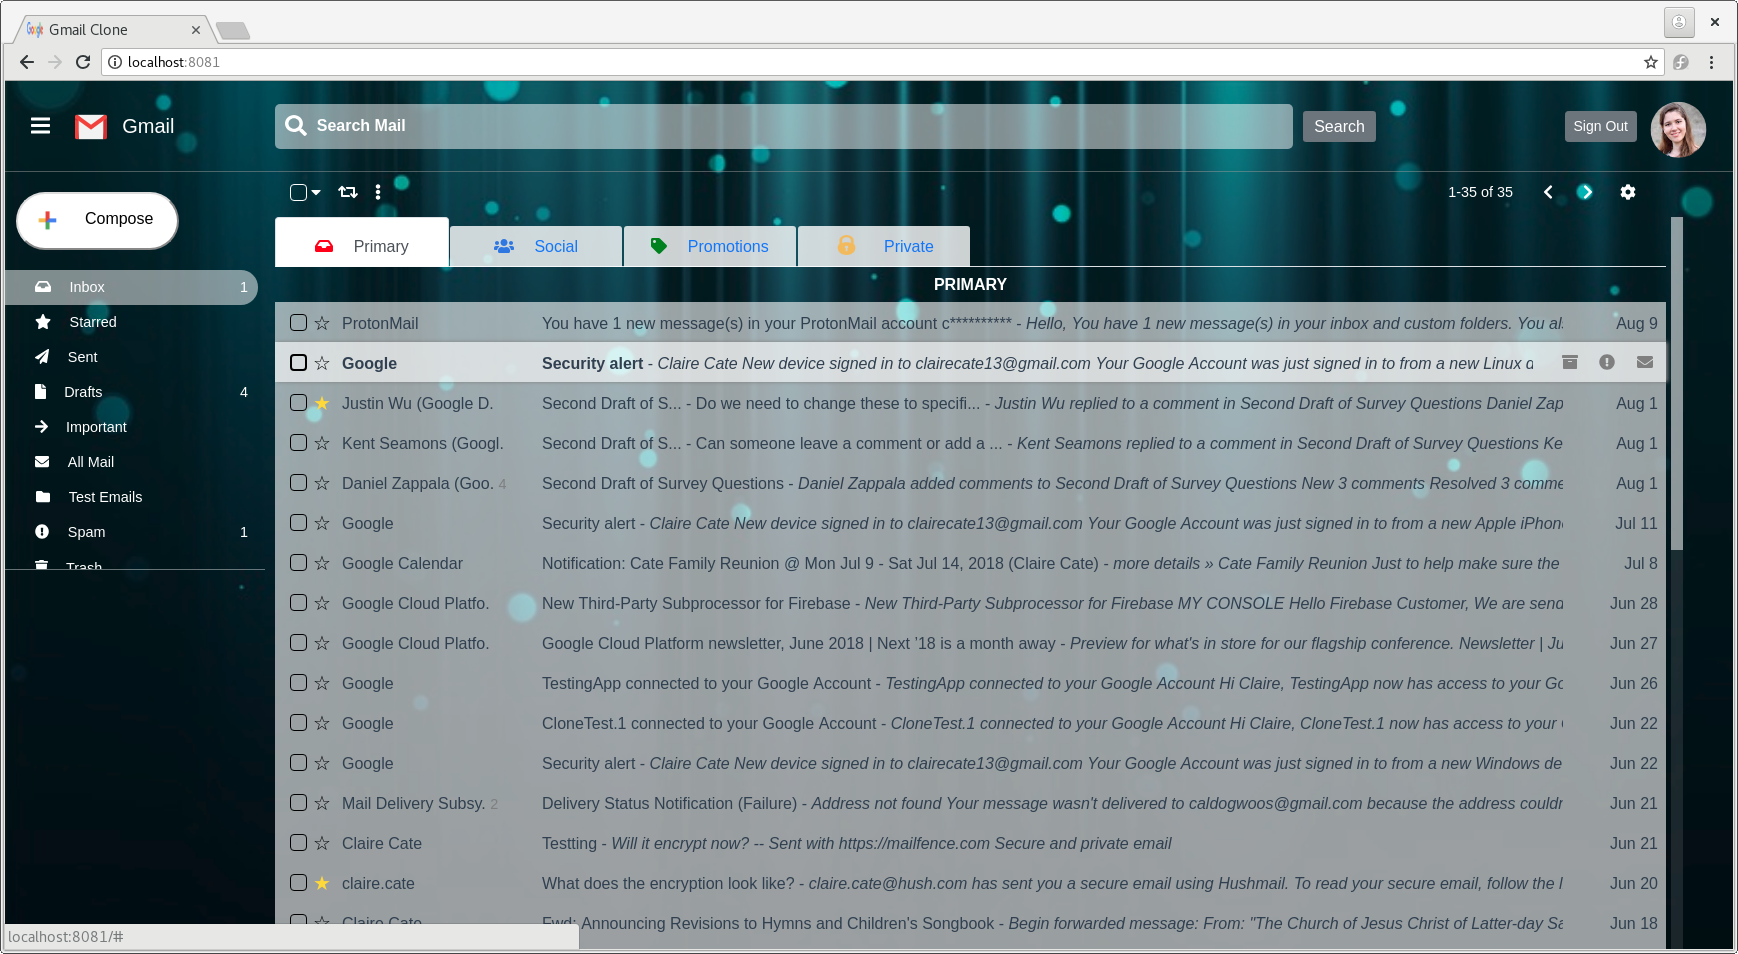 Gmail Clone
localhost:8081
Gmail
Search Mail
Search
Sign Out
Compose
1-35 of 35
Primary
Social
Promotions
Private
Inbox 1
Starred
Sent
Drafts 4
Important
All Mail
Test Emails
Spam 1
Trash
PRIMARY
ProtonMail You have 1 new message(s) in your ProtonMail account c********** - Hello, You have 1 new message(s) in your inbox and custom folders. You al Aug 9
Google Security alert - Claire Cate New device signed in to clairecate13@gmail.com Your Google Account was just signed in to from a new Linux d
Justin Wu (Google D. Second Draft of S... - Do we need to change these to specifi... - Justin Wu replied to a comment in Second Draft of Survey Questions Daniel Zap Aug 1
Kent Seamons (Googl. Second Draft of S... - Can someone leave a comment or add a ... - Kent Seamons replied to a comment in Second Draft of Survey Questions Ke Aug 1
Daniel Zappala (Goo. 4 Second Draft of Survey Questions - Daniel Zappala added comments to Second Draft of Survey Questions New 3 comments Resolved 3 comme Aug 1
Google Security alert - Claire Cate New device signed in to clairecate13@gmail.com Your Google Account was just signed in to from a new Apple iPhon Jul 11
Google Calendar Notification: Cate Family Reunion @ Mon Jul 9 - Sat Jul 14, 2018 (Claire Cate) - more details » Cate Family Reunion Just to help make sure the Jul 8
Google Cloud Platfo. New Third-Party Subprocessor for Firebase - New Third-Party Subprocessor for Firebase MY CONSOLE Hello Firebase Customer, We are send Jun 28
Google Cloud Platfo. Google Cloud Platform newsletter, June 2018 | Next '18 is a month away - Preview for what's in store for our flagship conference. Newsletter | Ju Jun 27
Google TestingApp connected to your Google Account - TestingApp connected to your Google Account Hi Claire, TestingApp now has access to your Go Jun 26
Google CloneTest.1 connected to your Google Account - CloneTest.1 connected to your Google Account Hi Claire, CloneTest.1 now has access to your Jun 22
Google Security alert - Claire Cate New device signed in to clairecate13@gmail.com Your Google Account was just signed in to from a new Windows de Jun 22
Mail Delivery Subsy. 2 Delivery Status Notification (Failure) - Address not found Your message wasn't delivered to caldogwoos@gmail.com because the address couldn Jun 21
Claire Cate Testting - Will it encrypt now? -- Sent with https://mailfence.com Secure and private email Jun 21
claire.cate What does the encryption look like? - claire.cate@hush.com has sent you a secure email using Hushmail. To read your secure email, follow the l Jun 20
Claire Cate Fwd: Announcing Revisions to Hymns and Children's Songbook - Begin forwarded message: From: "The Church of Jesus Christ of Latter-day Sa Jun 18
localhost:8081/#